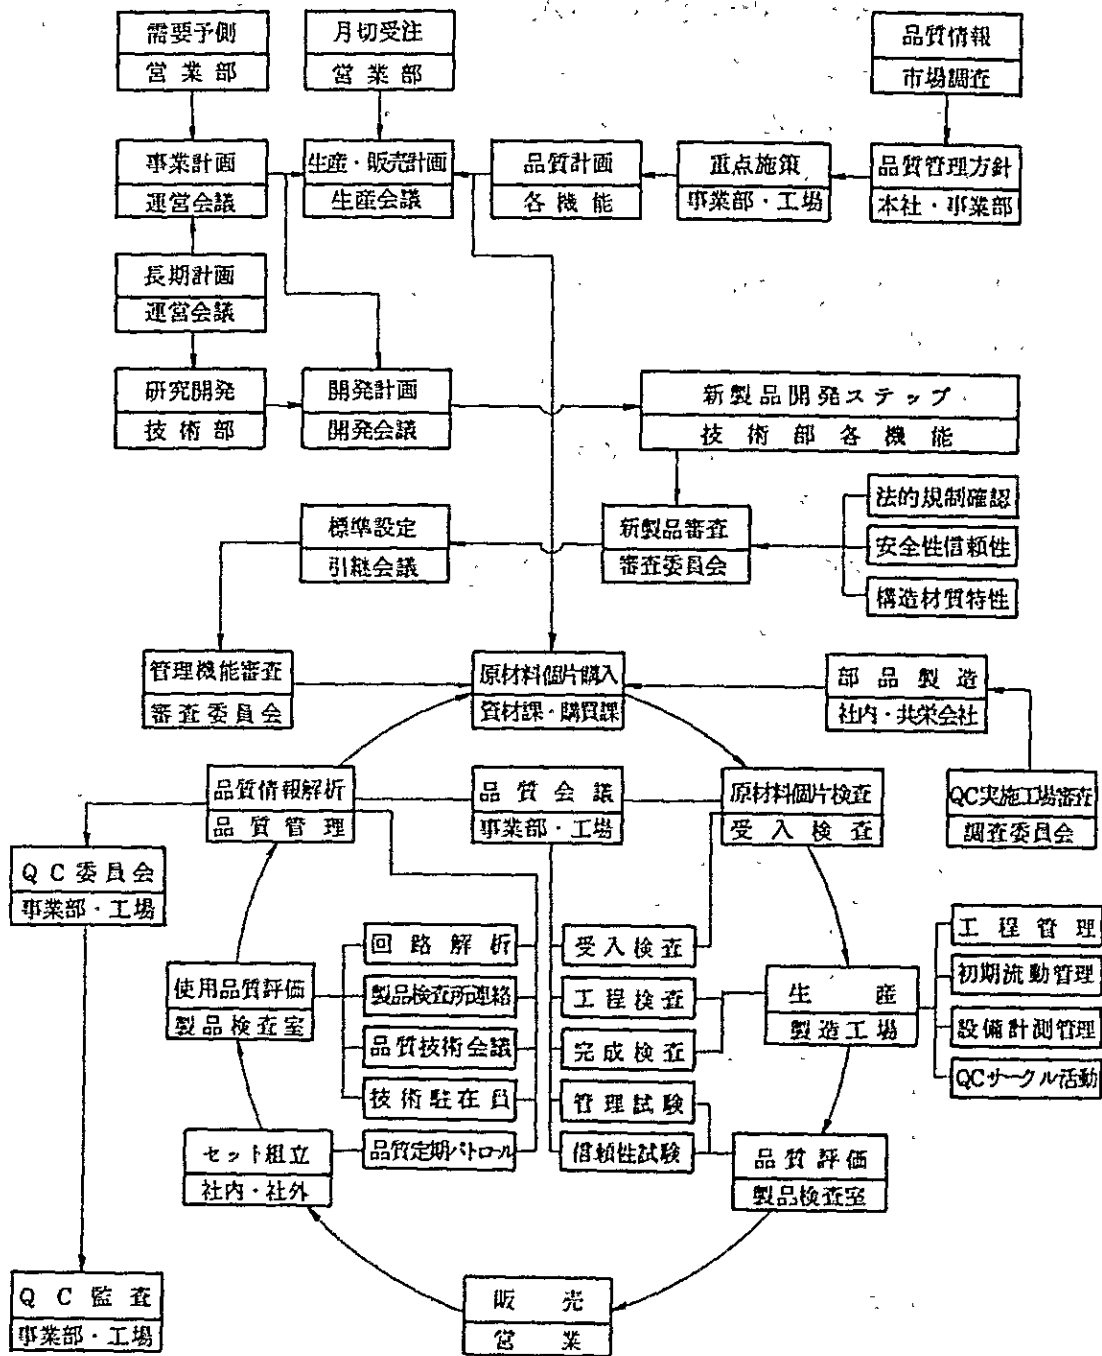 需要予側
営業部
月切受注
営業部
品質情報
市場調査
事業計画
運営会議
生産・販売計画
生産会議
品質計画
各機能
重点施策
事業部・工場
品質管理方針
本社・事業部
長期計画
運営会議
研究開発
技術部
開発計画
開発会議
新製品開発ステップ
技術部各機能
標準設定
引継会議
新製品審査
審査委員会
法的規制確認
安全性信頼性
構造材質特性
管理機能審査
審査委員会
原材料個片購入
資材課・購買課
部品製造
社内・共栄会社
品質情報解析
品質管理
品質会議
事業部・工場
原材料個片検査
受入検査
QC実施工場審査
調査委員会
QC委員会
事業部・工場
回路解析
製品検査所連絡
品質技術会議
技術駐在員
品質定期パトロール
受入検査
工程検査
完成検査
管理試験
信頼性試験
使用品質評価
製品検査室
生産
製造工場
工程管理
初期流動管理
設備計測管理
QCサークル活動
セット組立
社内・社外
品質評価
製品検査室
QC監査
事業部・工場
販売
営業